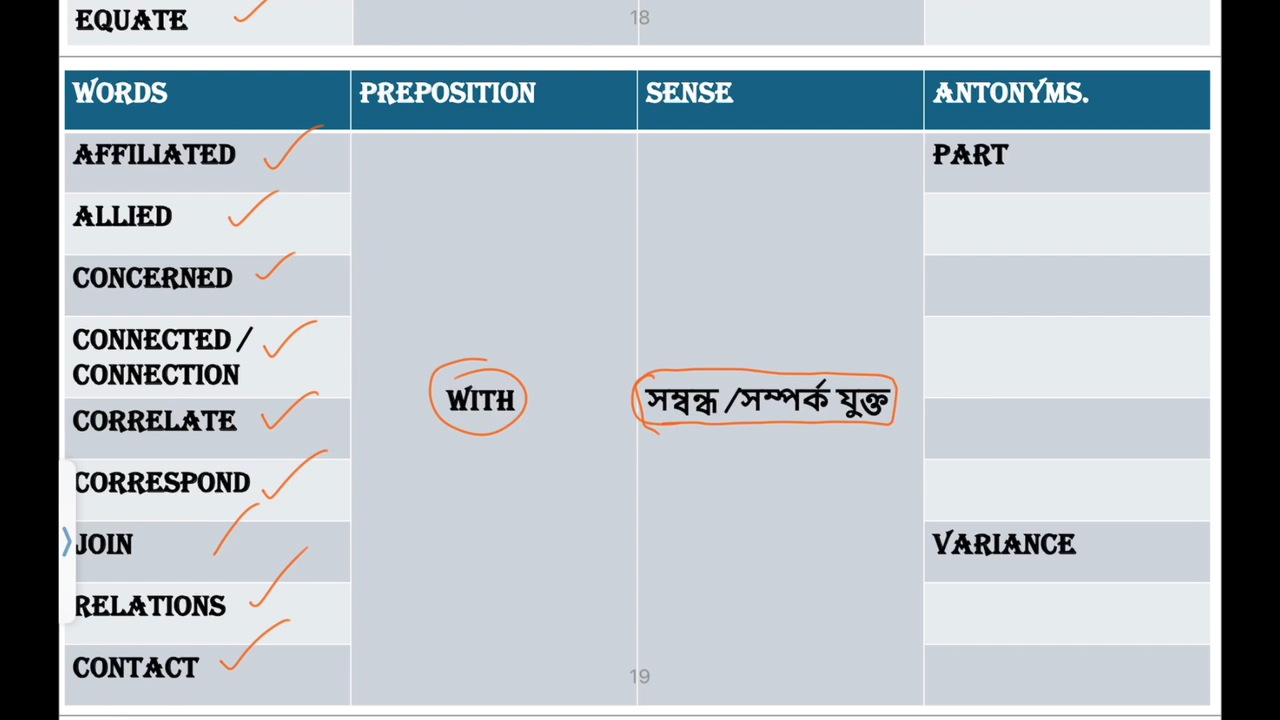 EQUATE
18
WORDS PREPOSITION SENSE ANTONYMS.
AFFILIATED PART
ALLIED
CONCERNED
CONNECTED /
CONNECTION
WITH সম্বন্ধ /সম্পর্ক যুক্ত
CORRELATE
CORRESPOND
JOIN VARIANCE
RELATIONS
CONTACT
19